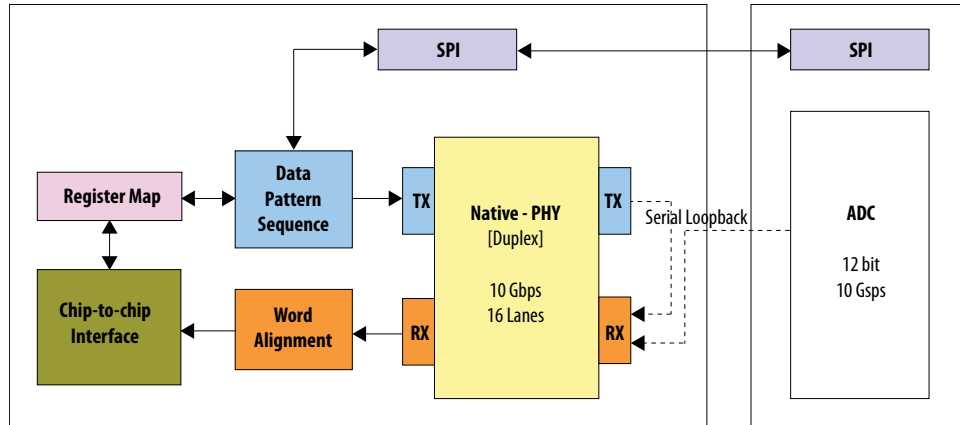 SPI
SPI
Data
Pattern
Sequence
Register Map
TX
Native - PHY
[Duplex]
10 Gbps
16 Lanes
TX
Serial Loopback
ADC
12 bit
10 Gsps
Chip-to-chip
Interface
Word
Alignment
RX
RX